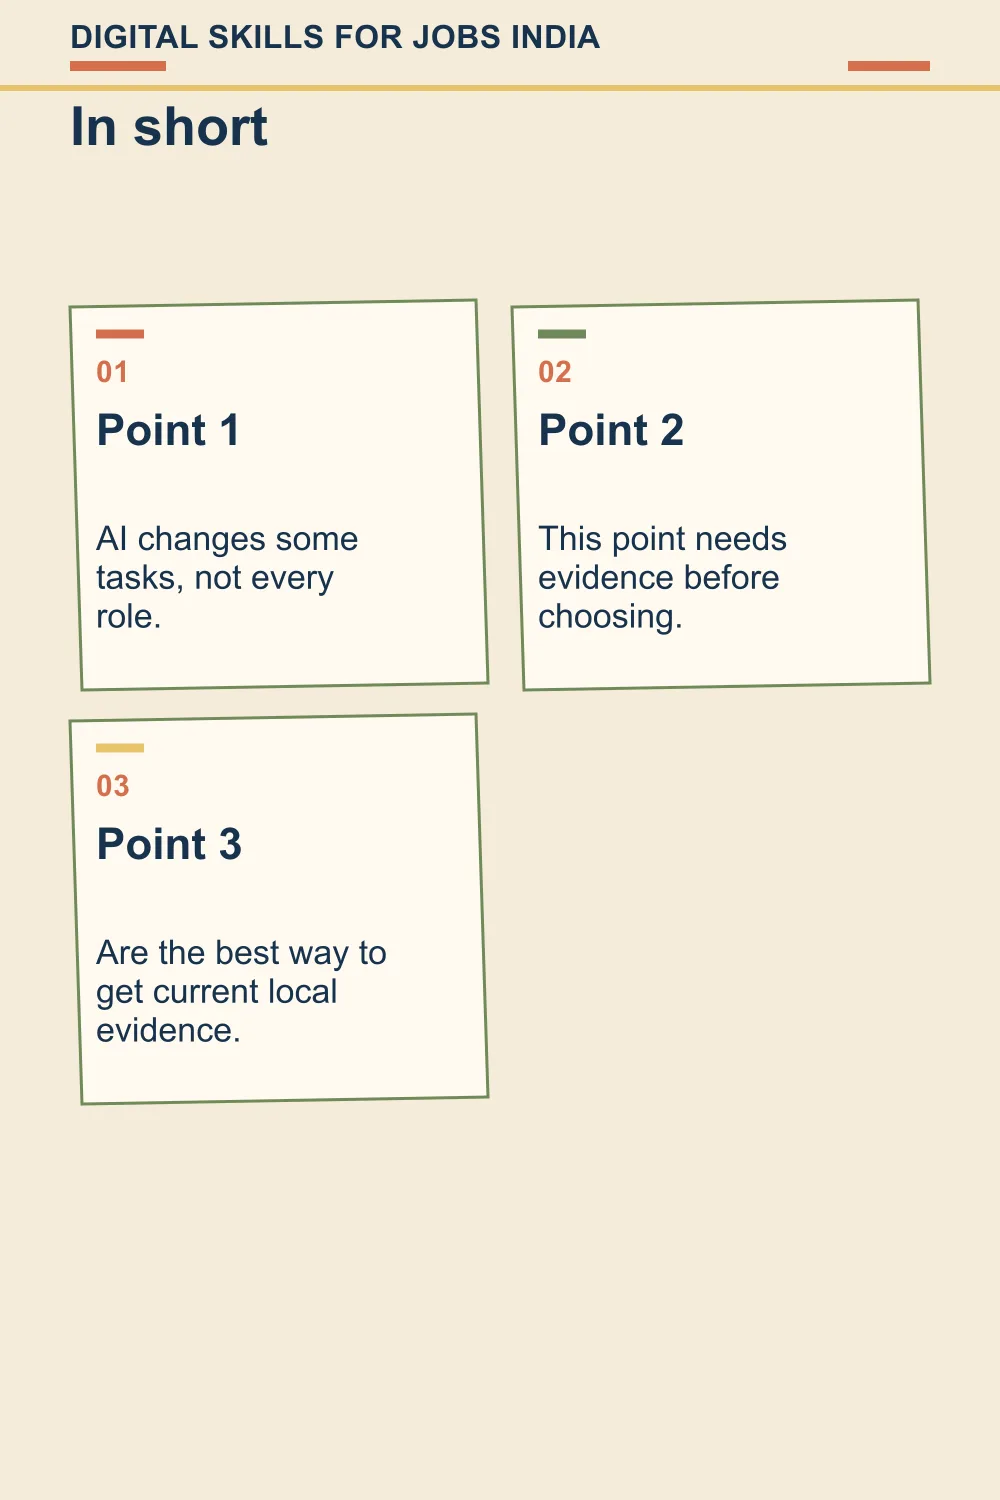 DIGITAL SKILLS FOR JOBS INDIA
In short
01
Point 1
AI changes some
tasks, not every
role.
02
Point 2
This point needs
evidence before
choosing.
03
Point 3
Are the best way to
get current local
evidence.